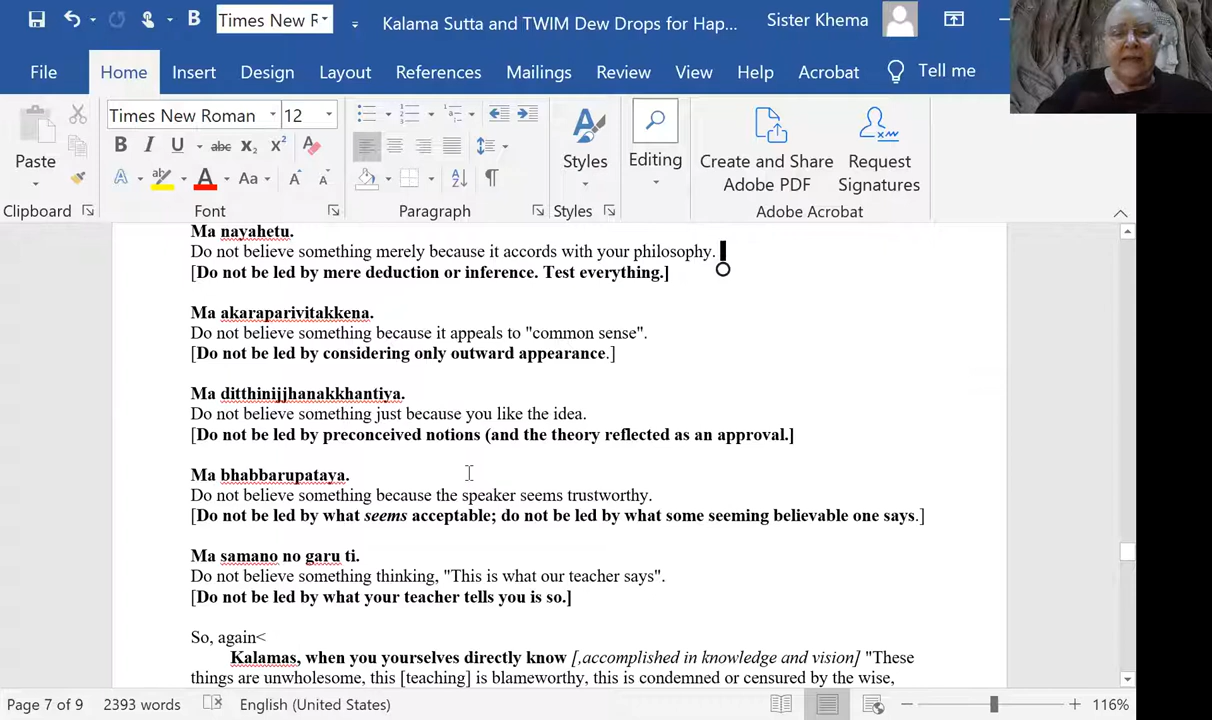 B
Times New R
Kalama Sutta and TWIM Dew Drops for Hap...
Sister Khema
File
Home
Insert
Design
Layout
References
Mailings
Review
View
Help
Acrobat
Tell me
Paste
Clipboard
Times New Roman
12
B I U abc x₂ x²
A ab A Aa A A
Font
Paragraph
Styles
Styles
Editing
Create and Share
Adobe PDF
Request
Signatures
Adobe Acrobat
Ma nayahetu.
Do not believe something merely because it accords with your philosophy.
[Do not be led by mere deduction or inference. Test everything.]
Ma akaraparivitakkena.
Do not believe something because it appeals to "common sense".
[Do not be led by considering only outward appearance.]
Ma ditthinijjhanakkhantiya.
Do not believe something just because you like the idea.
[Do not be led by preconceived notions (and the theory reflected as an approval.]
Ma bhabbarupataya.
Do not believe something because the speaker seems trustworthy.
[Do not be led by what seems acceptable; do not be led by what some seeming believable one says.]
Ma samano no garu ti.
Do not believe something thinking, "This is what our teacher says".
[Do not be led by what your teacher tells you is so.]
So, again<
Kalamas, when you yourselves directly know [,accomplished in knowledge and vision] "These
things are unwholesome, this [teaching] is blameworthy, this is condemned or censured by the wise,
Page 7 of 9
2393 words
English (United States)
116%